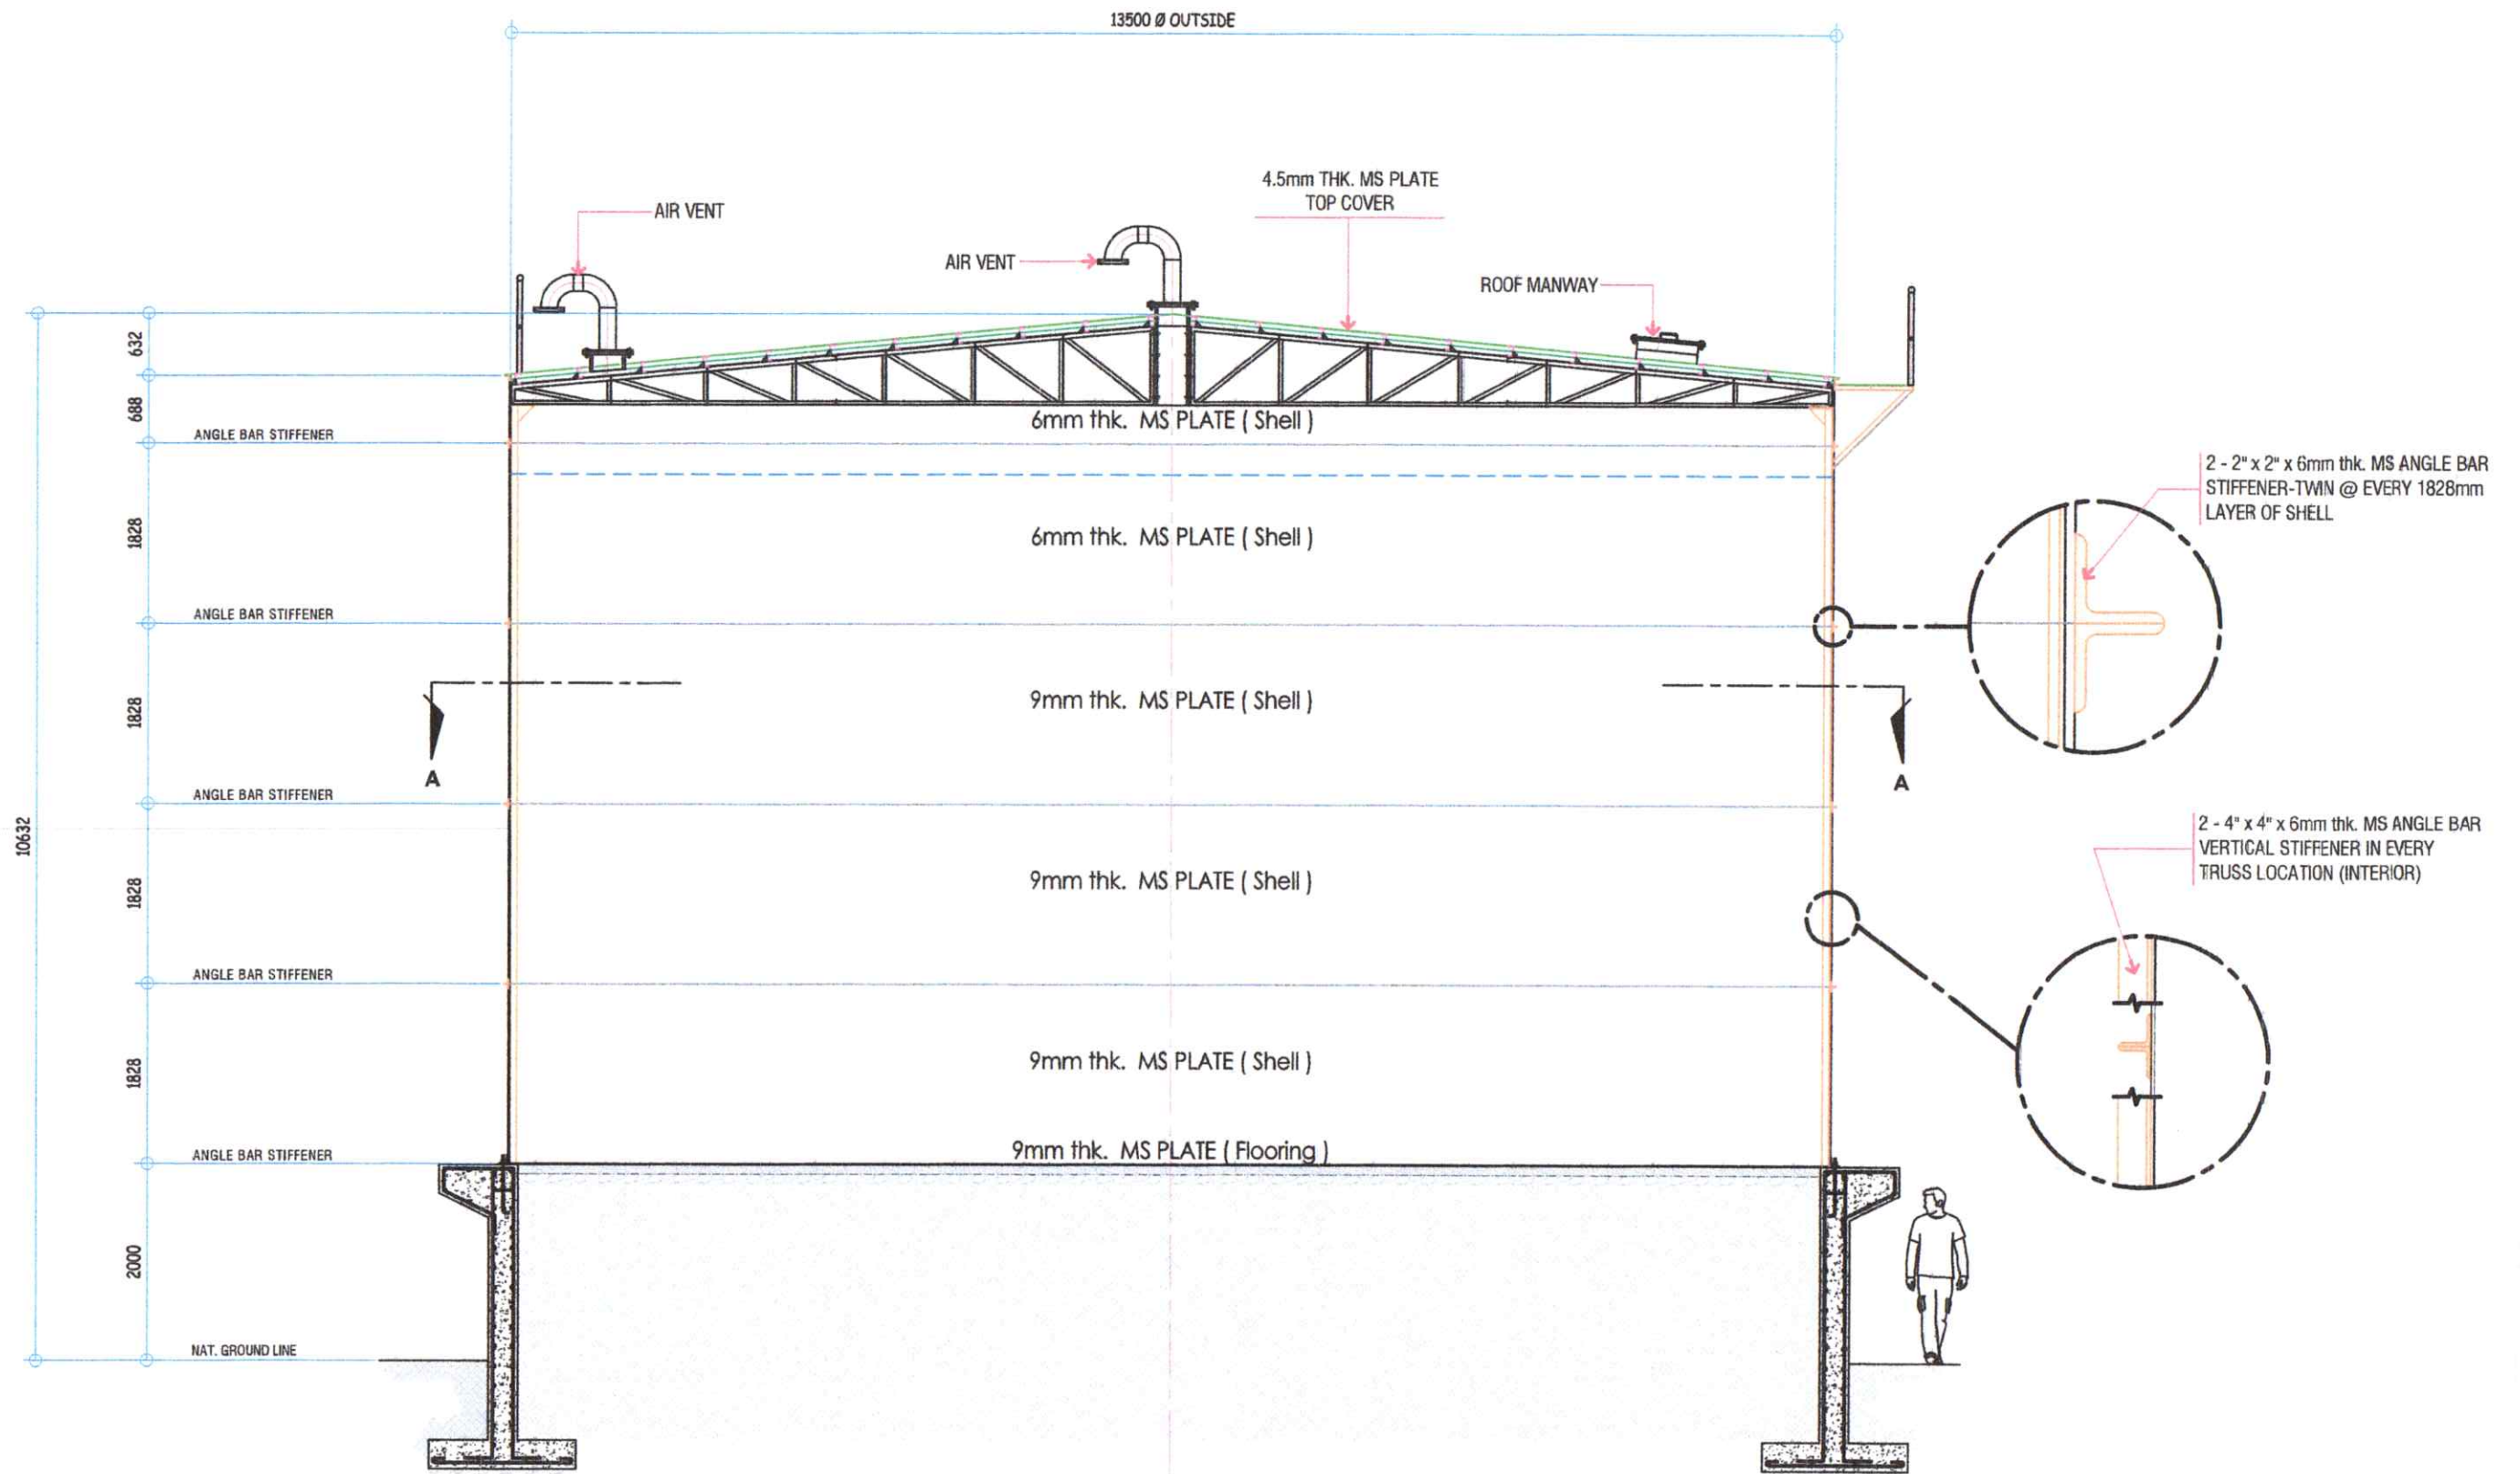 13500 Ø OUTSIDE
4.5mm THK. MS PLATE
TOP COVER
AIR VENT
AIR VENT
ROOF MANWAY
632
688
6mm thk. MS PLATE ( Shell )
ANGLE BAR STIFFENER
2 - 2" x 2" x 6mm thk. MS ANGLE BAR
STIFFENER-TWIN @ EVERY 1828mm
LAYER OF SHELL
1828
6mm thk. MS PLATE ( Shell )
ANGLE BAR STIFFENER
1828
9mm thk. MS PLATE ( Shell )
A
A
ANGLE BAR STIFFENER
10632
2 - 4" x 4" x 6mm thk. MS ANGLE BAR
VERTICAL STIFFENER IN EVERY
TRUSS LOCATION (INTERIOR)
1828
9mm thk. MS PLATE ( Shell )
ANGLE BAR STIFFENER
1828
9mm thk. MS PLATE ( Shell )
9mm thk. MS PLATE ( Flooring )
ANGLE BAR STIFFENER
2000
NAT. GROUND LINE